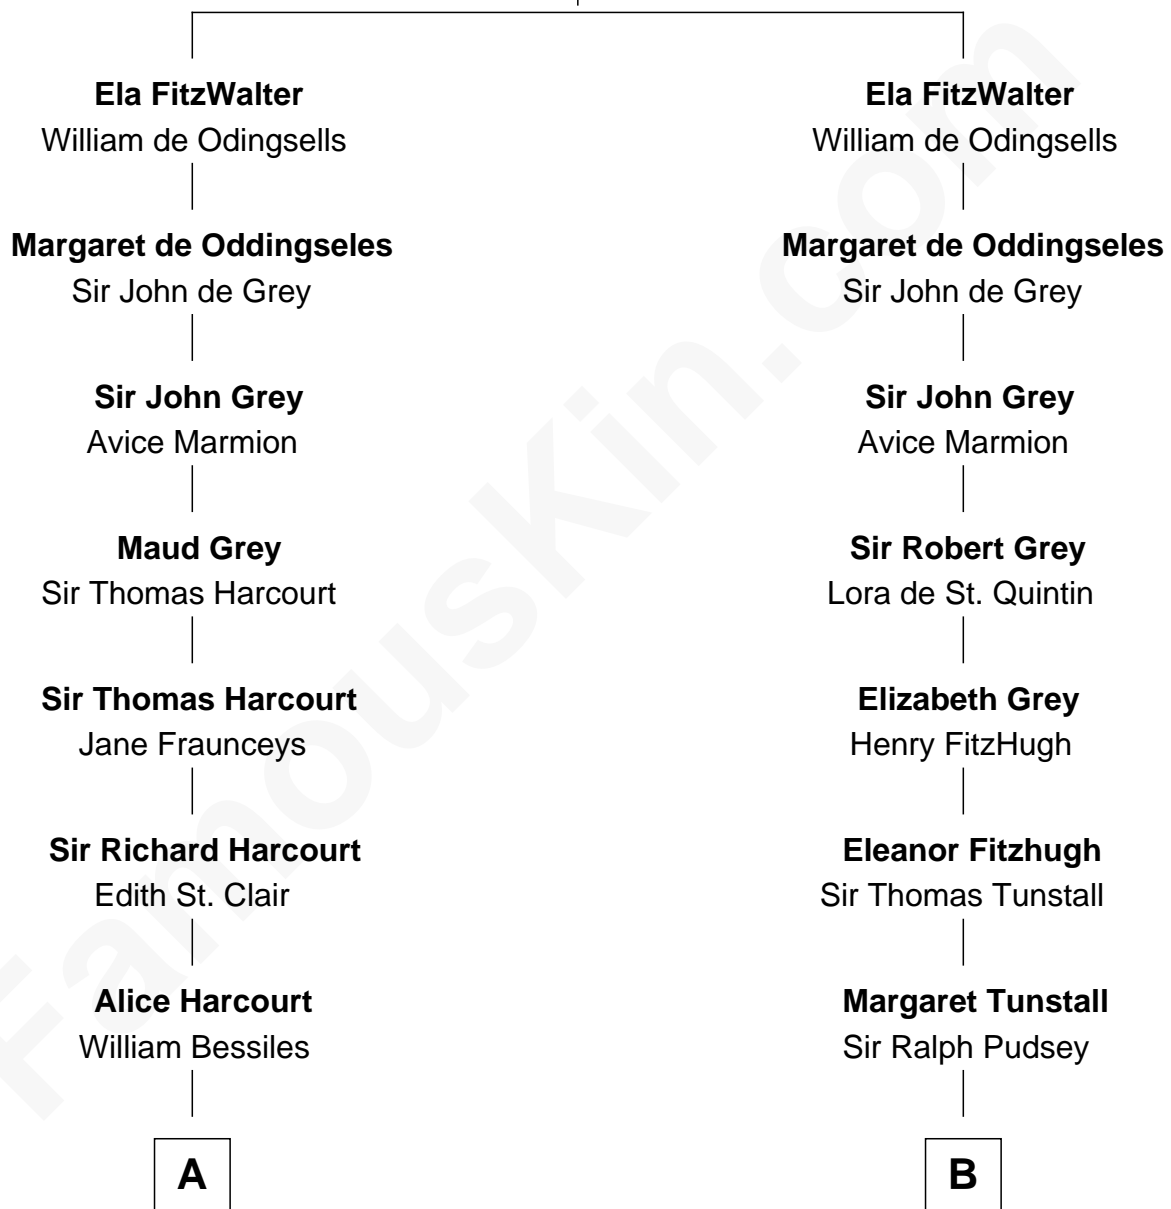 Ela FitzWalter
William de Odingsells
Margaret de Oddingseles
Sir John de Grey
Sir John Grey
Avice Marmion
Maud Grey
Sir Thomas Harcourt
Sir Thomas Harcourt
Jane Fraunceys
Sir Richard Harcourt
Edith St. Clair
Alice Harcourt
William Bessiles
A
Ela FitzWalter
William de Odingsells
Margaret de Oddingseles
Sir John de Grey
Sir John Grey
Avice Marmion
Sir Robert Grey
Lora de St. Quintin
Elizabeth Grey
Henry FitzHugh
Eleanor Fitzhugh
Sir Thomas Tunstall
Margaret Tunstall
Sir Ralph Pudsey
B
FamousKin.com